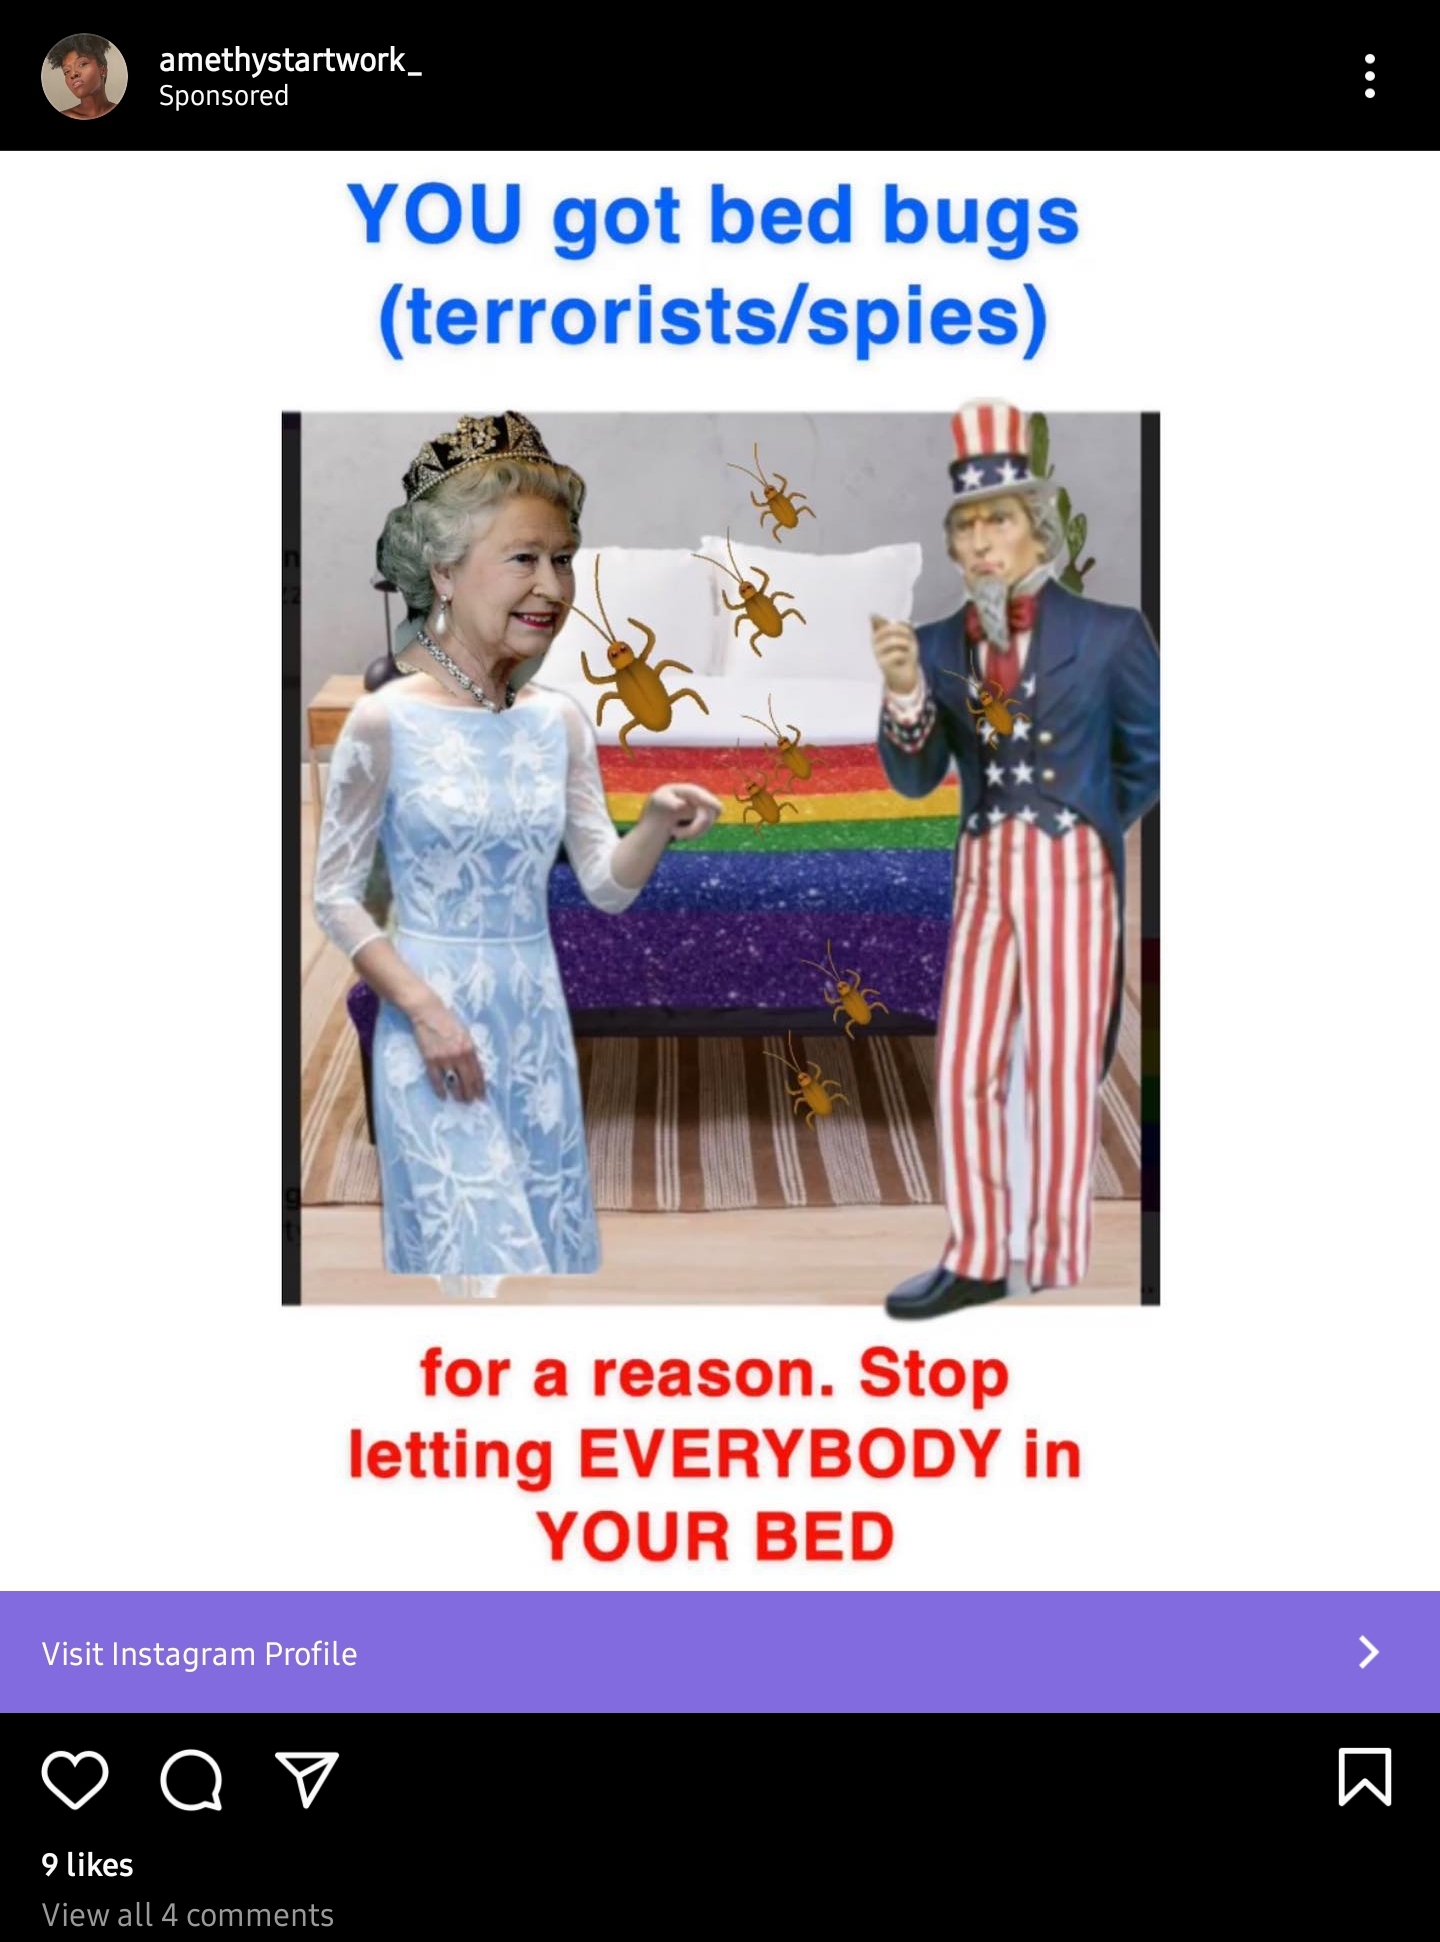 amethystartwork_
Sponsored
YOU got bed bugs
(terrorists/spies)
for a reason. Stop
letting EVERYBODY in
YOUR BED
Visit Instagram Profile
9 likes
View all 4 comments